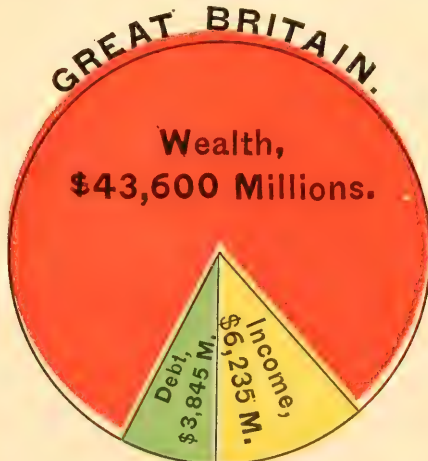 GREAT BRITAIN.
Wealth,
$43,600 Millions.
Debt,
$3,845 M.
Income,
$6,235 M.